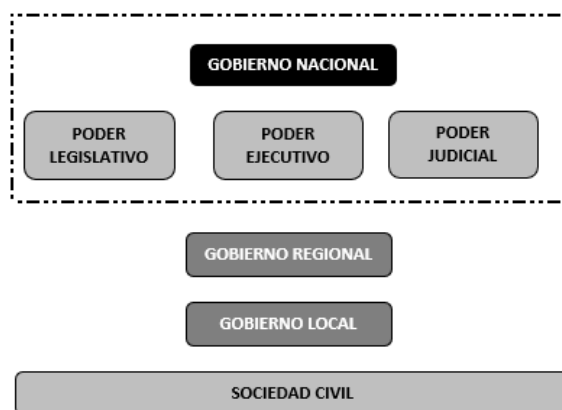 GOBIERNO NACIONAL
PODER
LEGISLATIVO
PODER
EJECUTIVO
PODER
JUDICIAL
GOBIERNO REGIONAL
GOBIERNO LOCAL
SOCIEDAD CIVIL